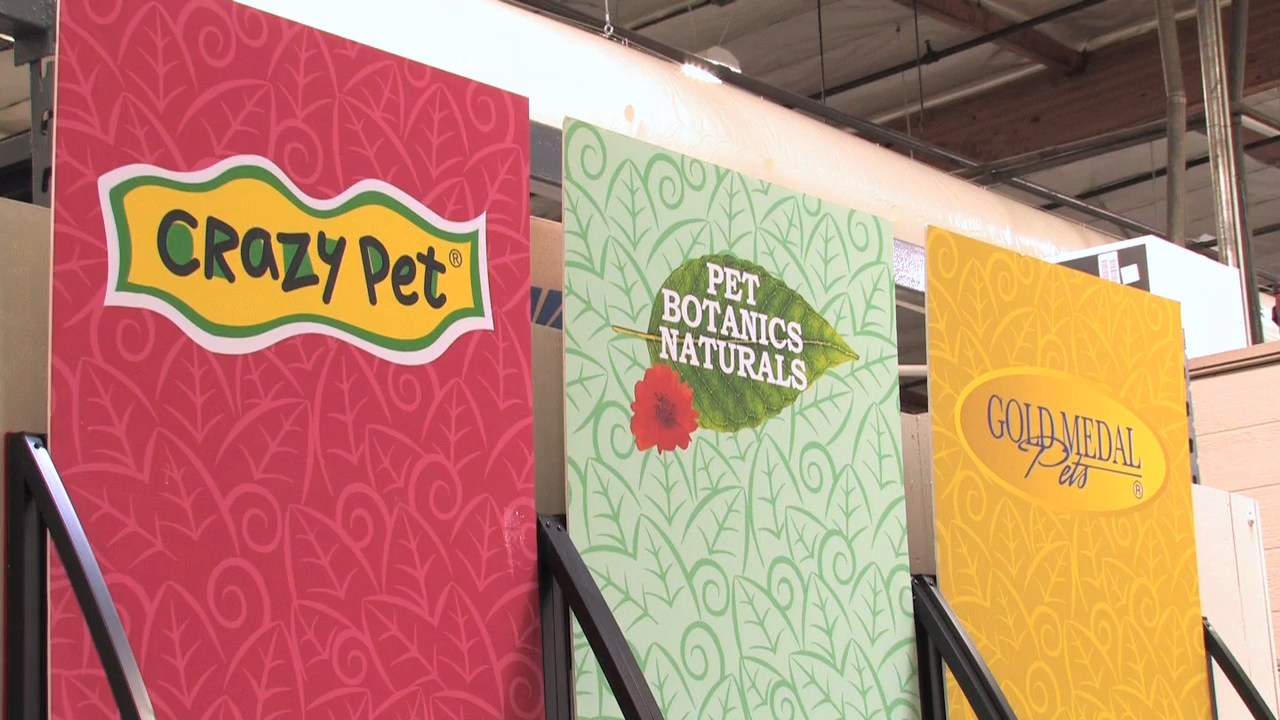 CRAZY Pet®
PET
BOTANICS
NATURALS
GOLD MEDAL
Pets
®